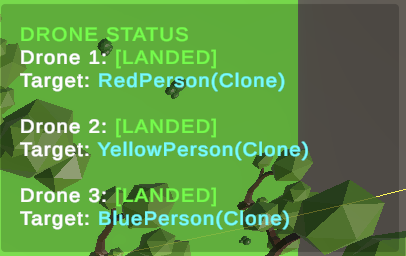 DRONE STATUS
Drone 1: [LANDED]
Target: RedPerson(Clone)
Drone 2: [LANDED]
Target: YellowPerson(Clone)
Drone 3: [LANDED]
Target: BluePerson(Clone)